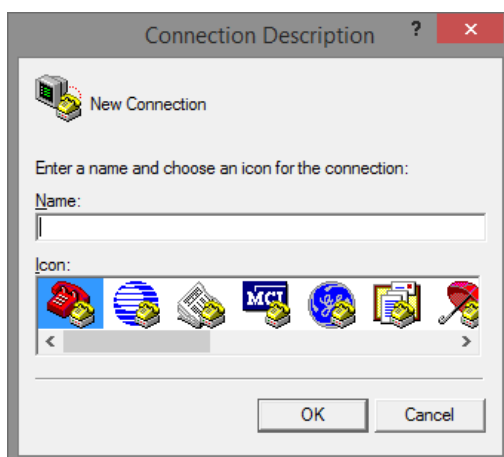 Connection Description
?
New Connection
Enter a name and choose an icon for the connection:
Name:
Icon:
MCI
OK
Cancel